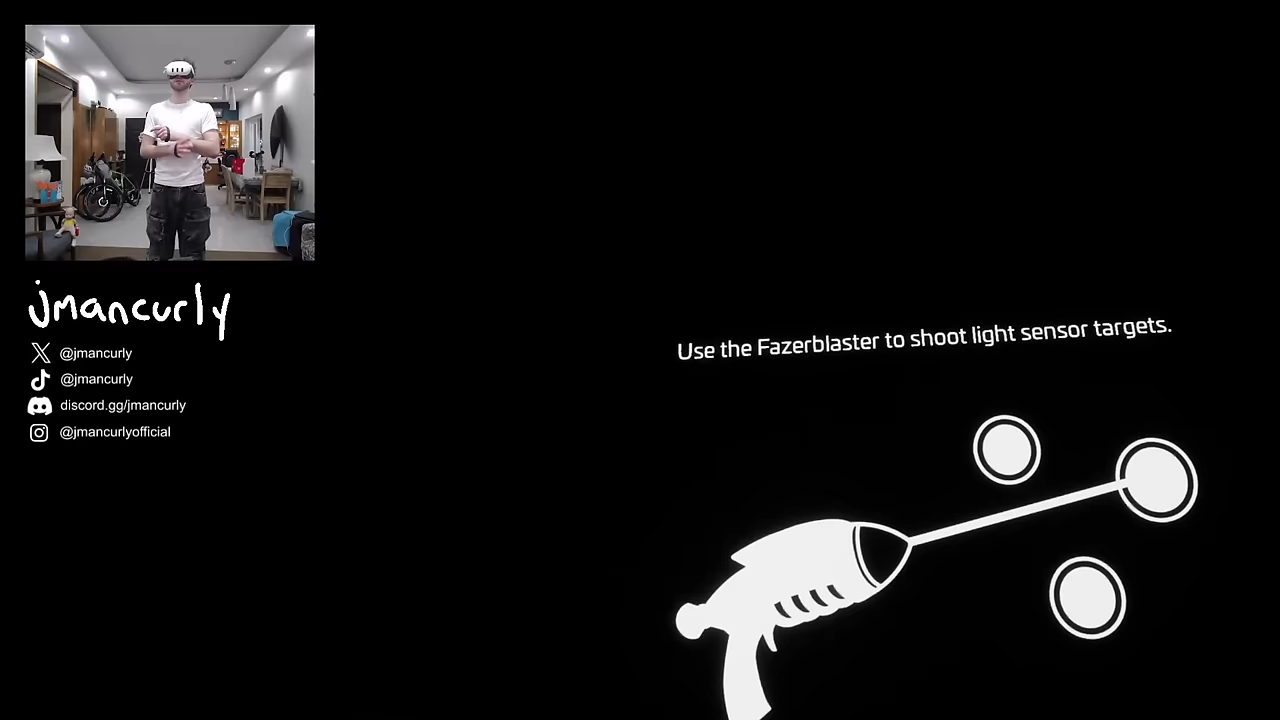 jmancurly
@jmancurly
@jmancurly
discord.gg/jmancurly
@jmancurlyofficial
Use the Fazerblaster to shoot light sensor targets.